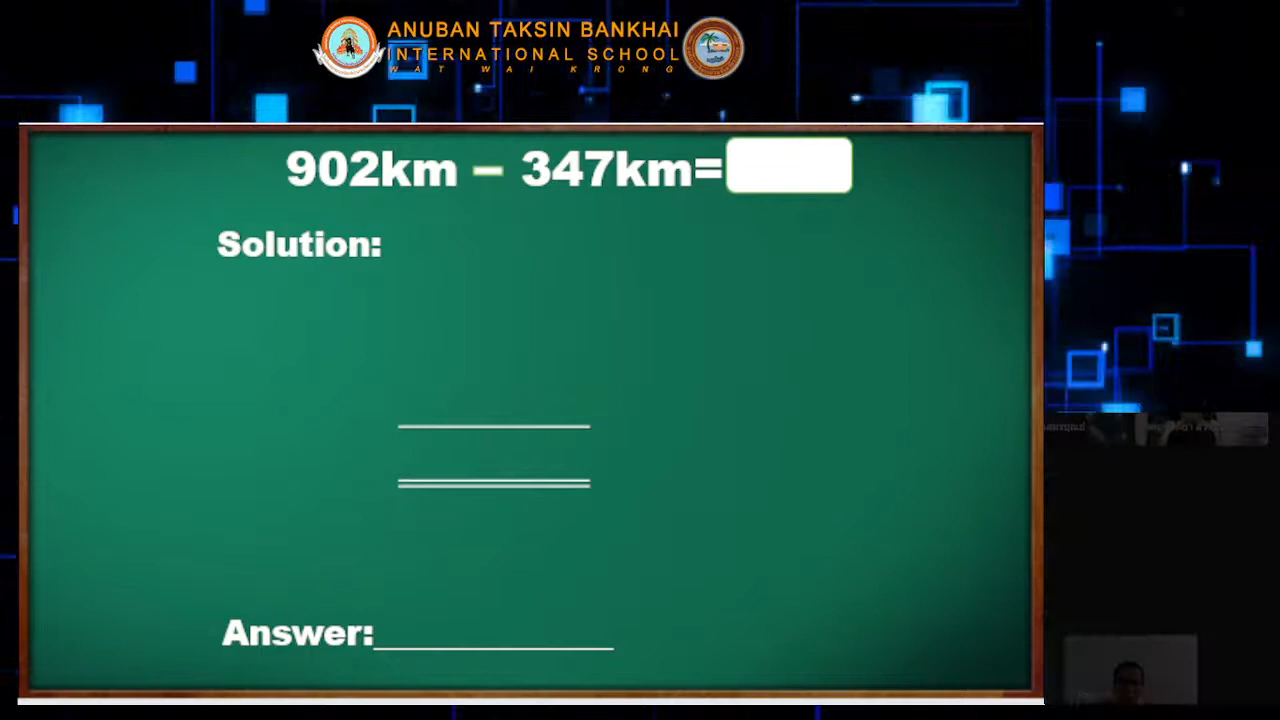 ANUBAN TAKSIN BANKHAI
INTERNATIONAL SCHOOL
WAT WAI KRONG
902km – 347km=
Solution:
Answer: